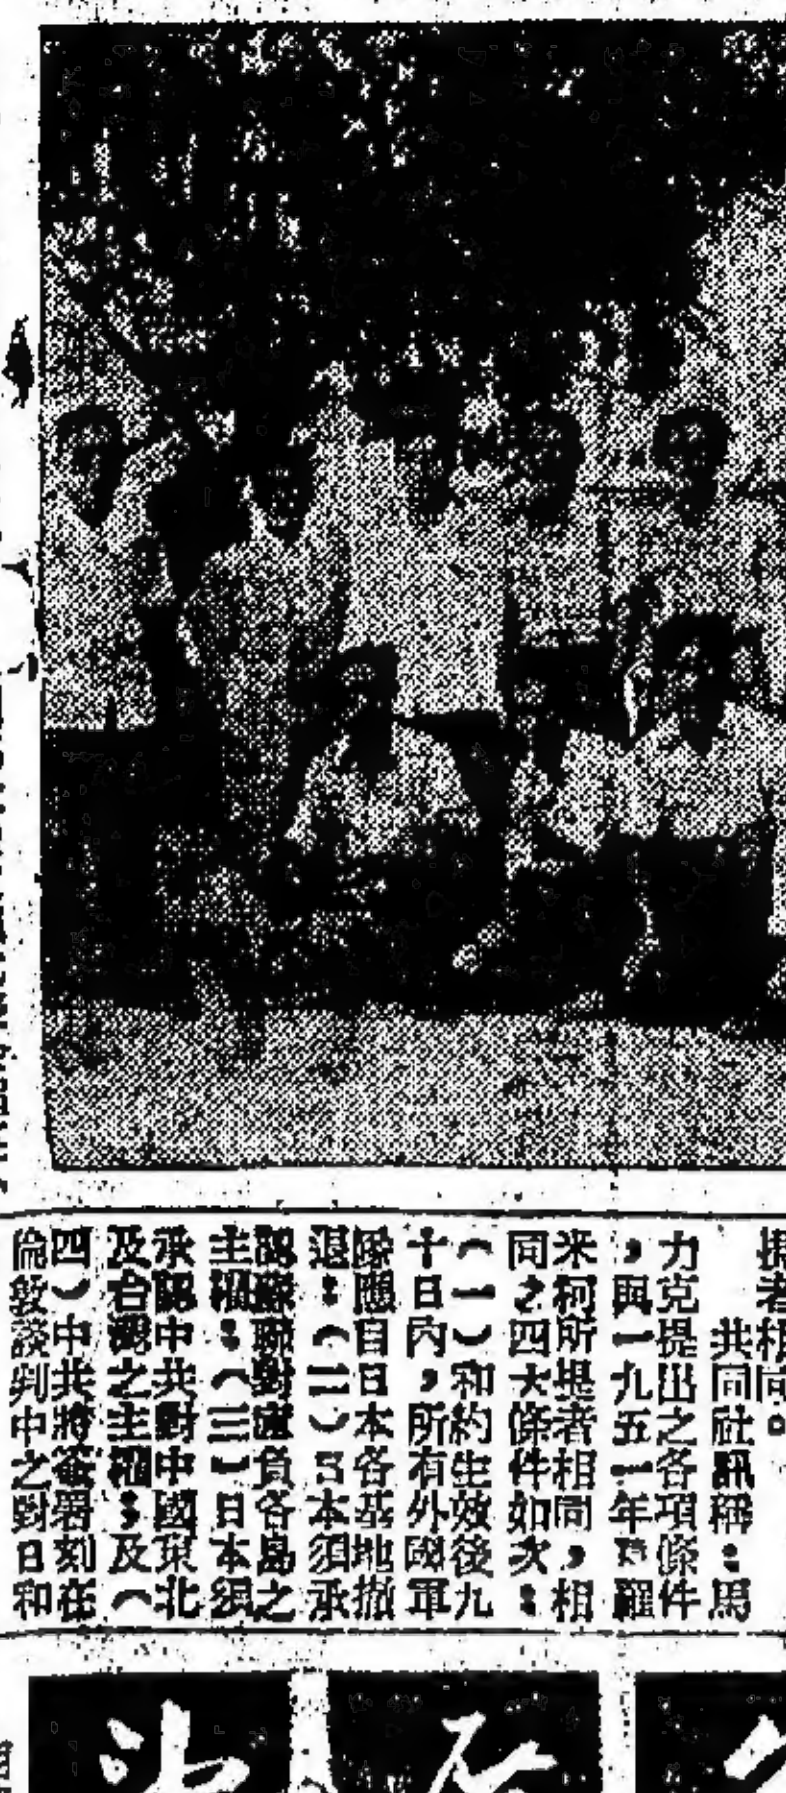 提者相同。
共同社訊稱：馬
力克提出之各項條件
，與一九五一年葛羅
米柯所提者相同，相
同之四大條件如次：
（一）和約生效後九
十日內，所有外國軍
隊應自日本各基地撤
退：（二）日本須承
認蘇聯對庫頁各島之
主權：（三）日本須
承認中共對中國東北
及台灣之主權：及（
四）中共將簽署刻在
倫敦談判中之對日和